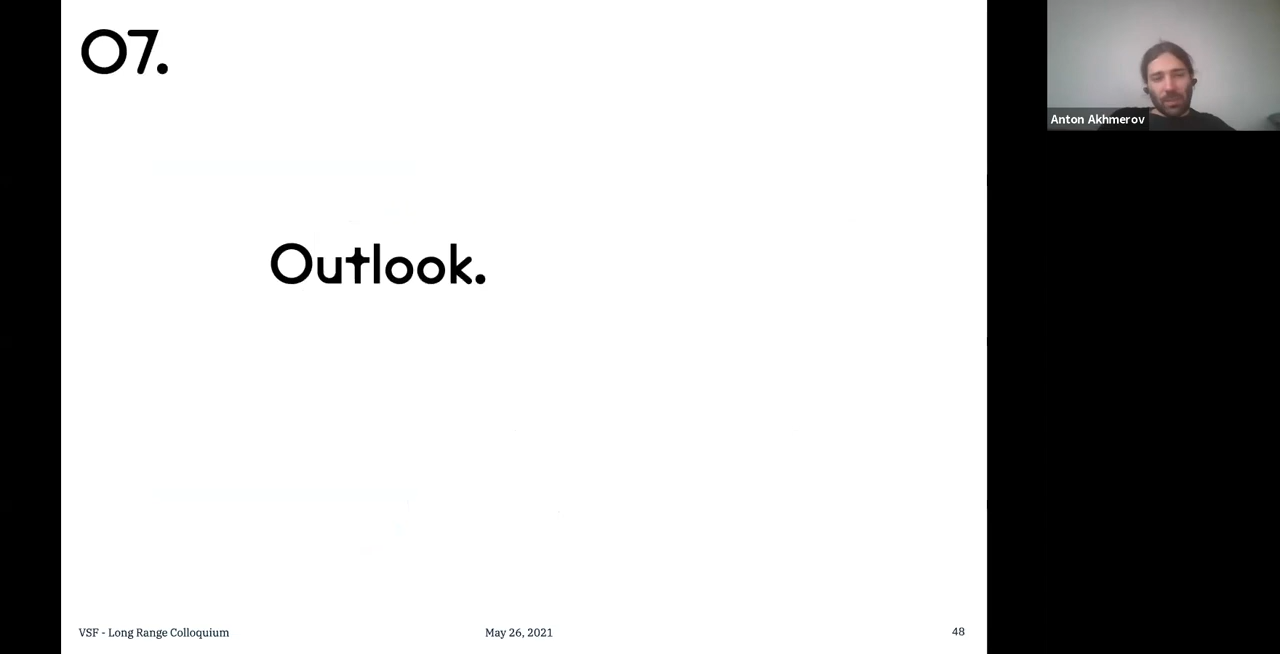 07.
Anton Akhmerov
Outlook.
VSF - Long Range Colloquium
May 26, 2021
48